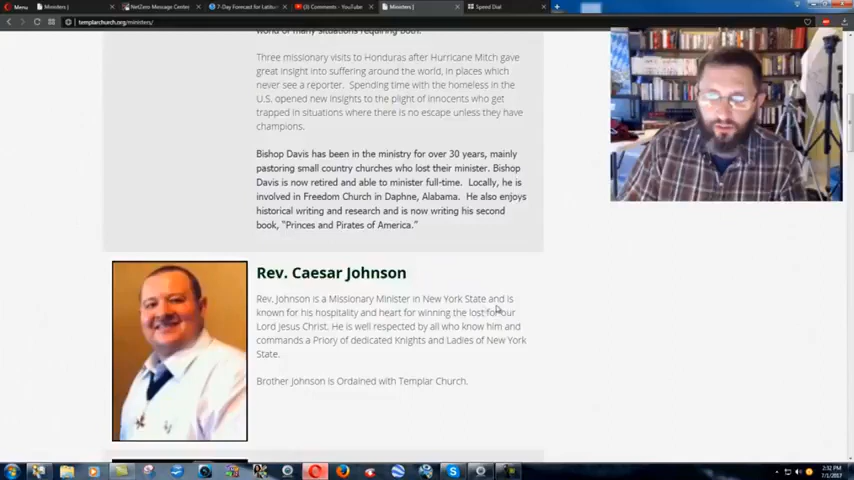 Menu
Ministers |
NetZero Message Center
7-Day Forecast for Latitu
(3) Comments - YouTube
Ministers |
Speed Dial
templarchurch.org/ministers/
world of many situations requiring both.
Three missionary visits to Honduras after Hurricane Mitch gave
great insight into suffering around the world, in places which
never see a reporter. Spending time with the homeless in the
U.S. opened new insights to the plight of innocents who get
trapped in situations where there is no escape unless they have
champions.
Bishop Davis has been in the ministry for over 30 years, mainly
pastoring small country churches who lost their minister. Bishop
Davis is now retired and able to minister full-time. Locally, he is
involved in Freedom Church in Daphne, Alabama. He also enjoys
historical writing and research and is now writing his second
book, "Princes and Pirates of America."
Rev. Caesar Johnson
Rev. Johnson is a Missionary Minister in New York State and is
known for his hospitality and heart for winning the lost for our
Lord Jesus Christ. He is well respected by all who know him and
commands a Priory of dedicated Knights and Ladies of New York
State.
Brother Johnson is Ordained with Templar Church.
2:32 PM
7/1/2017